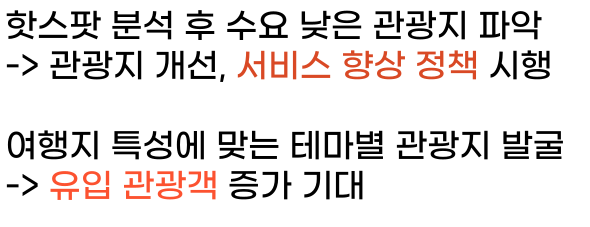 핫스팟 분석 후 수요 낮은 관광지 파악
-> 관광지 개선, 서비스 향상 정책 시행
여행지 특성에 맞는 테마별 관광지 발굴
-> 유입 관광객 증가 기대